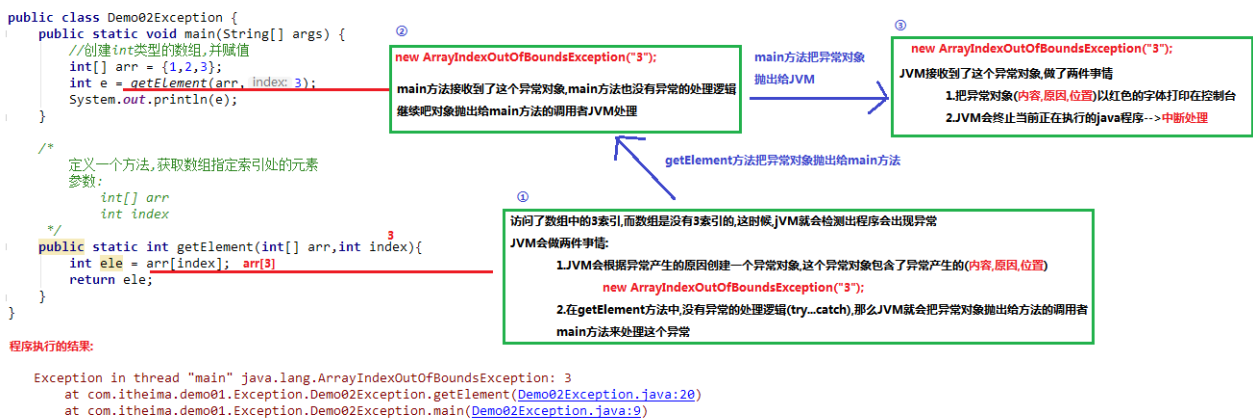 public class Demo02Exception {
public static void main(String[] args) {
//创建int类型的数组,并赋值
int[] arr = {1,2,3};
int e = getElement(arr, index: 3);
System.out.println(e);
}
/*
定义一个方法,获取数组指定索引处的元素
参数:
int[] arr
int index
*/
3
public static int getElement(int[] arr,int index){
int ele = arr[index]; arr[3]
return ele;
}
}
①
访问了数组中的3索引,而数组是没有3索引的,这时候,jVM就会检测出程序会出现异常
JVM会做两件事情:
1.JVM会根据异常产生的原因创建一个异常对象,这个异常对象包含了异常产生的(内容,原因,位置)
new ArrayIndexOutOfBoundsException("3");
2.在getElement方法中,没有异常的处理逻辑(try...catch),那么JVM就会把异常对象抛出给方法的调用者
main方法来处理这个异常
getElement方法把异常对象抛出给main方法
②
new ArrayIndexOutOfBoundsException("3");
main方法接收到了这个异常对象,main方法也没有异常的处理逻辑
继续吧对象抛出给main方法的调用者JVM处理
main方法把异常对象
抛出给JVM
③
new ArrayIndexOutOfBoundsException("3");
JVM接收到了这个异常对象,做了两件事情
1.把异常对象(内容,原因,位置)以红色的字体打印在控制台
2.JVM会终止当前正在执行的java程序-->中断处理
程序执行的结果:
Exception in thread "main" java.lang.ArrayIndexOutOfBoundsException: 3
at com.itheima.demo01.Exception.Demo02Exception.getElement(Demo02Exception.java:20)
at com.itheima.demo01.Exception.Demo02Exception.main(Demo02Exception.java:9)